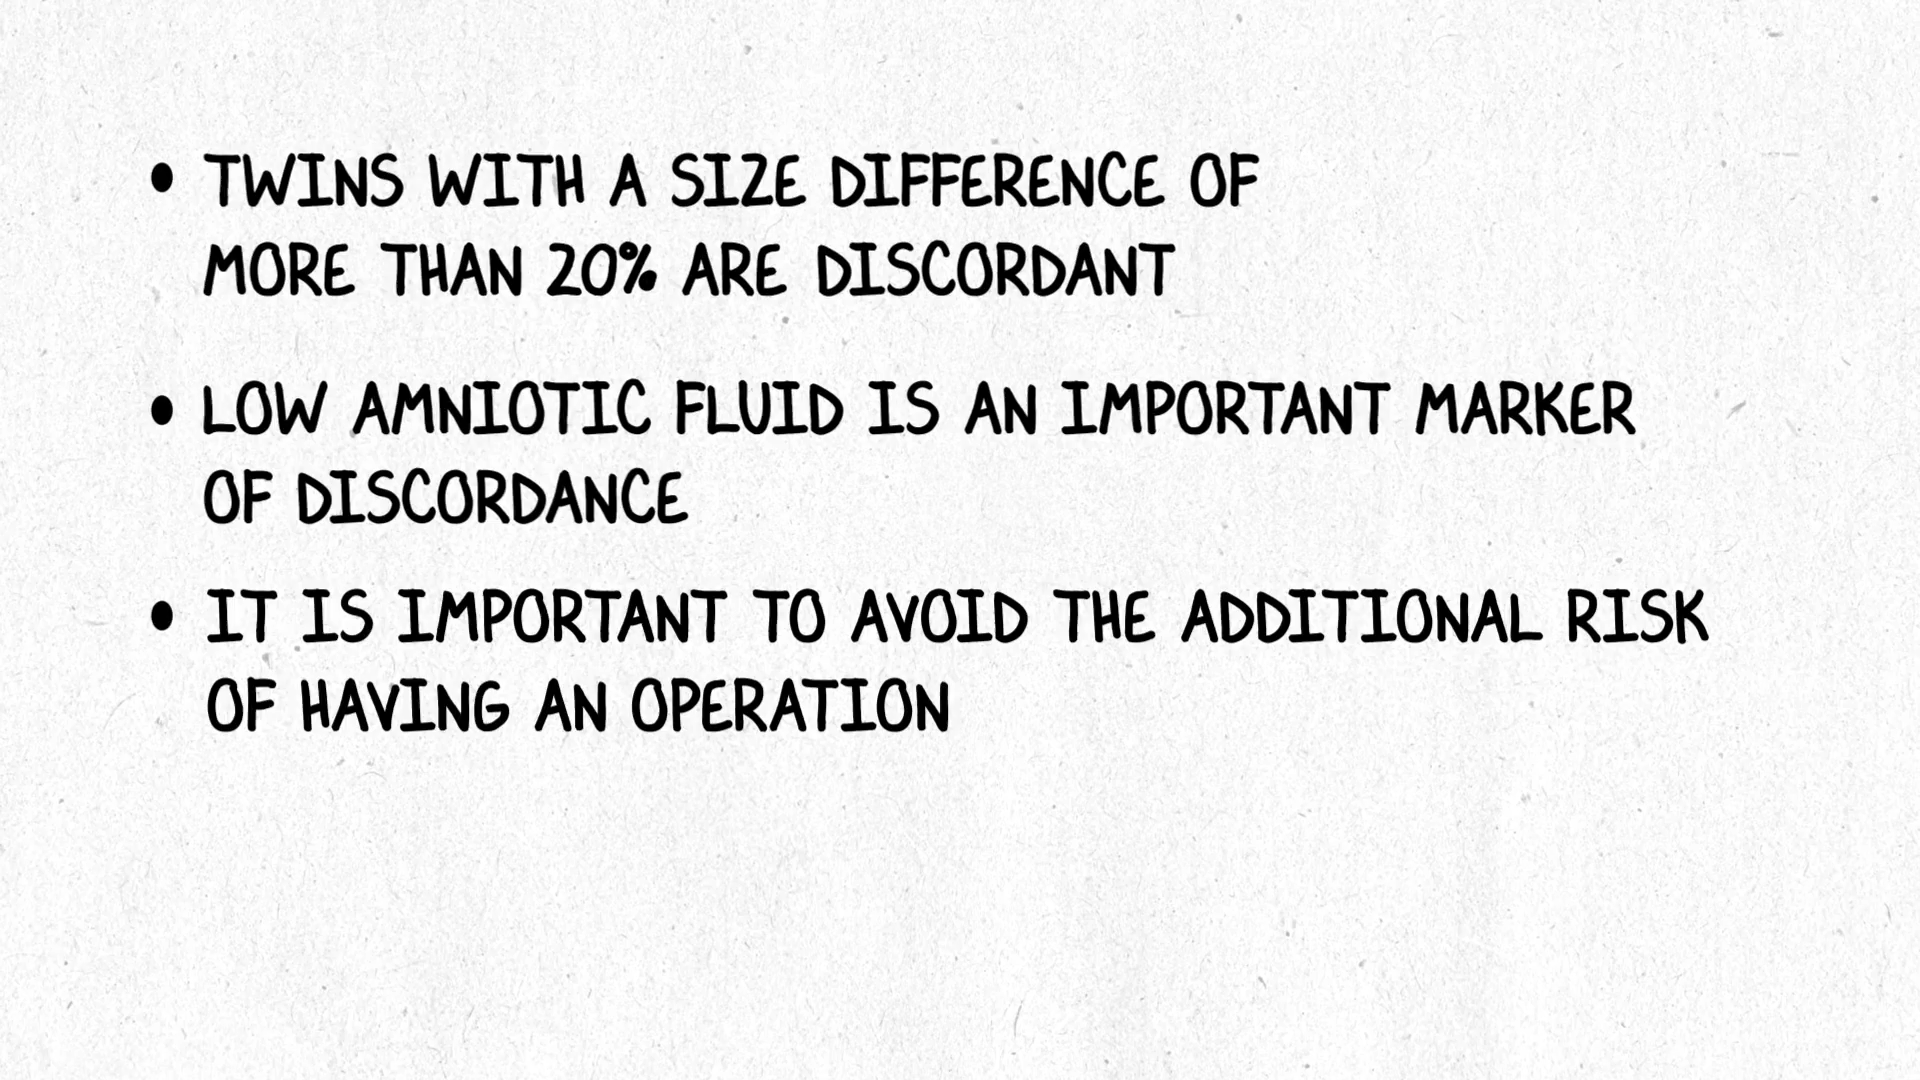 • TWINS WITH A SIZE DIFFERENCE OF
MORE THAN 20% ARE DISCORDANT
• LOW AMNIOTIC FLUID IS AN IMPORTANT MARKER
OF DISCORDANCE
• IT IS IMPORTANT TO AVOID THE ADDITIONAL RISK
OF HAVING AN OPERATION